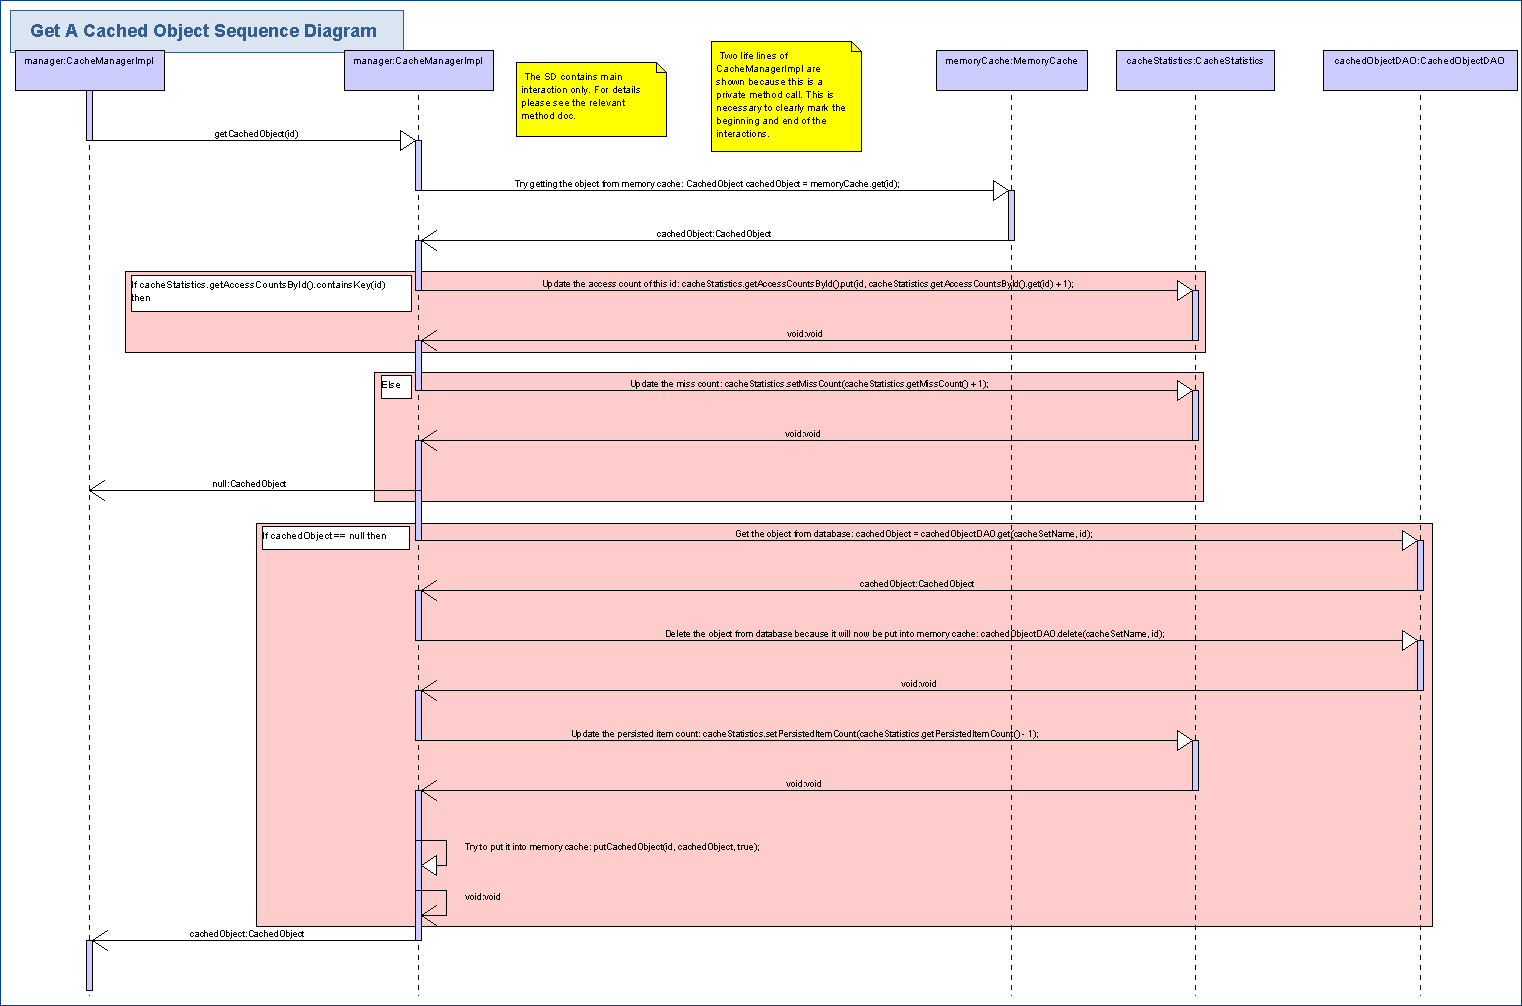 Get A Cached Object Sequence Diagram
manager:CacheManagerImpl
manager:CacheManagerImpl
The SD contains main
interaction only. For details
please see the relevant
method doc.
Two life lines of
CacheManagerImpl are
shown because this is a
private method call. This is
necessary to clearly mark the
beginning and end of the
interactions.
memoryCache:MemoryCache
cacheStatistics:CacheStatistics
cachedObjectDAO:CachedObjectDAO
getCachedObject(id)
Try getting the object from memory cache: CachedObject cachedObject = memoryCache.get(id);
cachedObject:CachedObject
If cacheStatistics.getAccessCountsById().containsKey(id)
then
Update the access count of this id: cacheStatistics.getAccessCountsById().put(id, cacheStatistics.getAccessCountsById().get(id) + 1);
void:void
Else
Update the miss count: cacheStatistics.setMissCount(cacheStatistics.getMissCount() + 1);
void:void
null:CachedObject
If cachedObject == null then
Get the object from database: cachedObject = cachedObjectDAO.get(cacheSetName, id);
cachedObject:CachedObject
Delete the object from database because it will now be put into memory cache: cachedObjectDAO.delete(cacheSetName, id);
void:void
Update the persisted item count: cacheStatistics.setPersistedItemCount(cacheStatistics.getPersistedItemCount() - 1);
void:void
Try to put it into memory cache: putCachedObject(id, cachedObject, true);
void:void
cachedObject:CachedObject